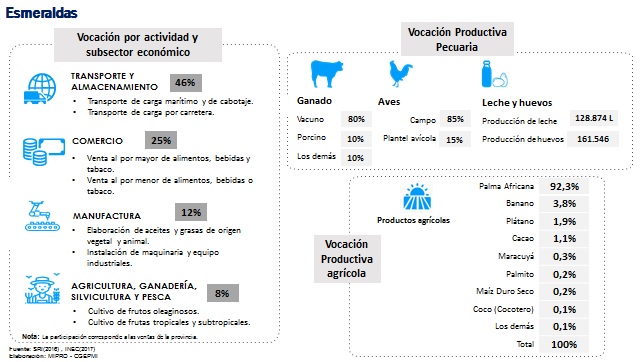 Esmeraldas
Vocación por actividad y
subsector económico
TRANSPORTE Y
ALMACENAMIENTO 46%
• Transporte de carga marítimo y de cabotaje.
• Transporte de carga por carretera.
COMERCIO 25%
• Venta al por mayor de alimentos, bebidas y
tabaco.
• Venta al por menor de alimentos, bebidas o
tabaco.
MANUFACTURA 12%
• Elaboración de aceites y grasas de origen
vegetal y animal.
• Instalación de maquinaria y equipo
industriales.
AGRICULTURA, GANADERÍA,
SILVICULTURA Y PESCA 8%
• Cultivo de frutos oleaginosos.
• Cultivo de frutas tropicales y subtropicales.
Nota: La participación corresponde a las ventas de la provincia.
Fuente: SRI(2016) , INEC(2017)
Elaboración: MIPRO - CGEPMI
Vocación Productiva
Pecuaria
Ganado
Vacuno 80%
Porcino 10%
Los demás 10%
Aves
Campo 85%
Plantel avícola 15%
Leche y huevos
Producción de leche 128.874 L
Producción de huevos 161.546
Vocación
Productiva
agrícola
Productos agrícolas
Palma Africana 92,3%
Banano 3,8%
Plátano 1,9%
Cacao 1,1%
Maracuyá 0,3%
Palmito 0,2%
Maíz Duro Seco 0,2%
Coco (Cocotero) 0,1%
Los demás 0,1%
Total 100%